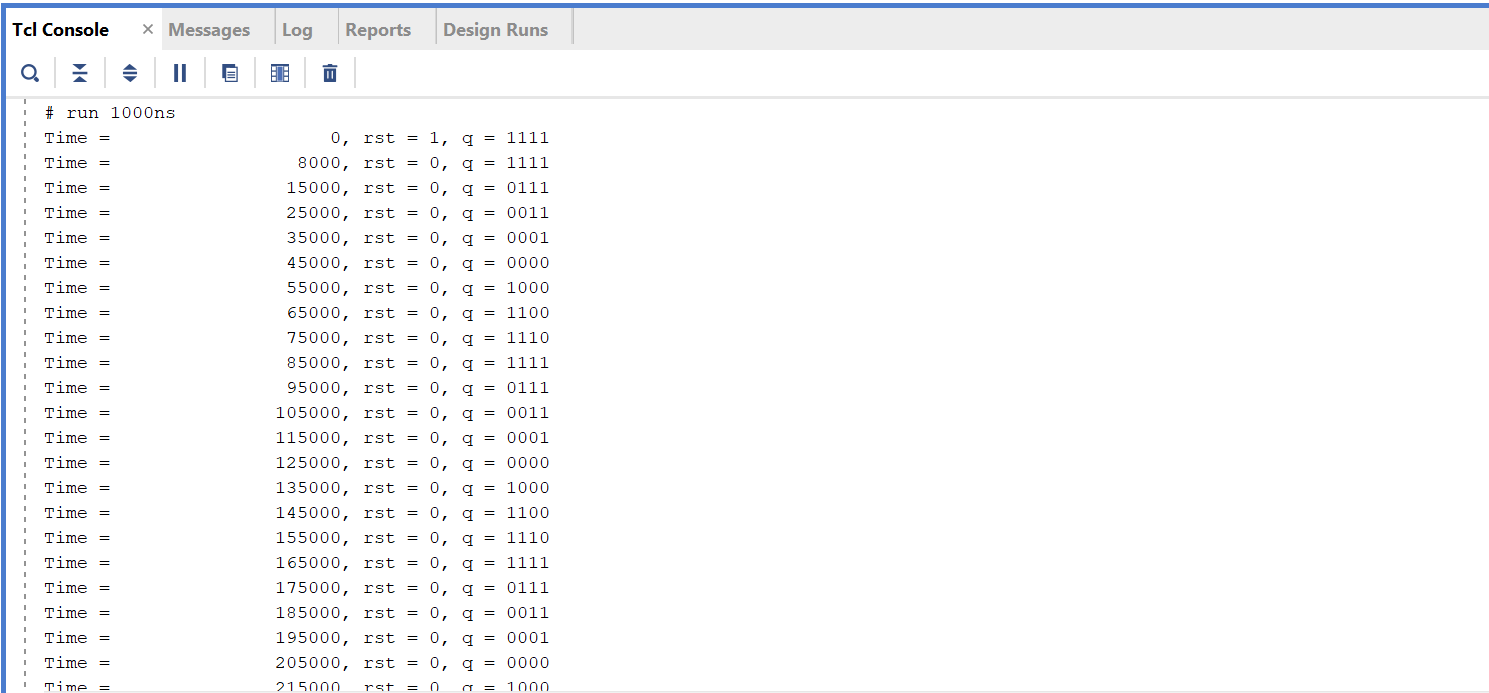 Tcl Console × Messages Log Reports Design Runs
# run 1000ns
Time =                    0, rst = 1, q = 1111
Time =                 8000, rst = 0, q = 1111
Time =                15000, rst = 0, q = 0111
Time =                25000, rst = 0, q = 0011
Time =                35000, rst = 0, q = 0001
Time =                45000, rst = 0, q = 0000
Time =                55000, rst = 0, q = 1000
Time =                65000, rst = 0, q = 1100
Time =                75000, rst = 0, q = 1110
Time =                85000, rst = 0, q = 1111
Time =                95000, rst = 0, q = 0111
Time =               105000, rst = 0, q = 0011
Time =               115000, rst = 0, q = 0001
Time =               125000, rst = 0, q = 0000
Time =               135000, rst = 0, q = 1000
Time =               145000, rst = 0, q = 1100
Time =               155000, rst = 0, q = 1110
Time =               165000, rst = 0, q = 1111
Time =               175000, rst = 0, q = 0111
Time =               185000, rst = 0, q = 0011
Time =               195000, rst = 0, q = 0001
Time =               205000, rst = 0, q = 0000
Time =               215000, rst = 0, q = 1000